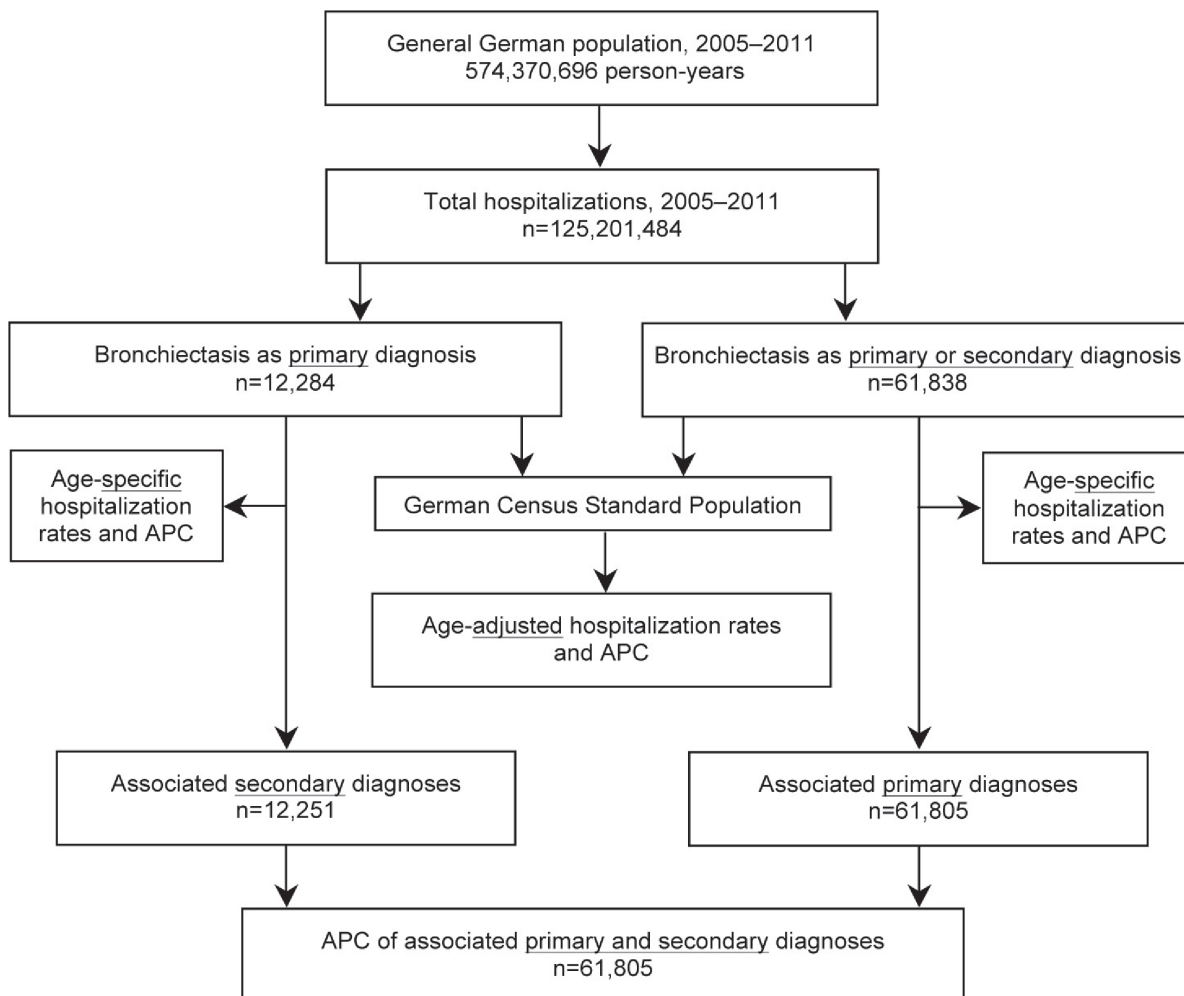 General German population, 2005–2011
574,370,696 person-years
Total hospitalizations, 2005–2011
n=125,201,484
Bronchiectasis as primary diagnosis
n=12,284
Bronchiectasis as primary or secondary diagnosis
n=61,838
Age-specific
hospitalization
rates and APC
German Census Standard Population
Age-specific
hospitalization
rates and APC
Age-adjusted hospitalization rates
and APC
Associated secondary diagnoses
n=12,251
Associated primary diagnoses
n=61,805
APC of associated primary and secondary diagnoses
n=61,805